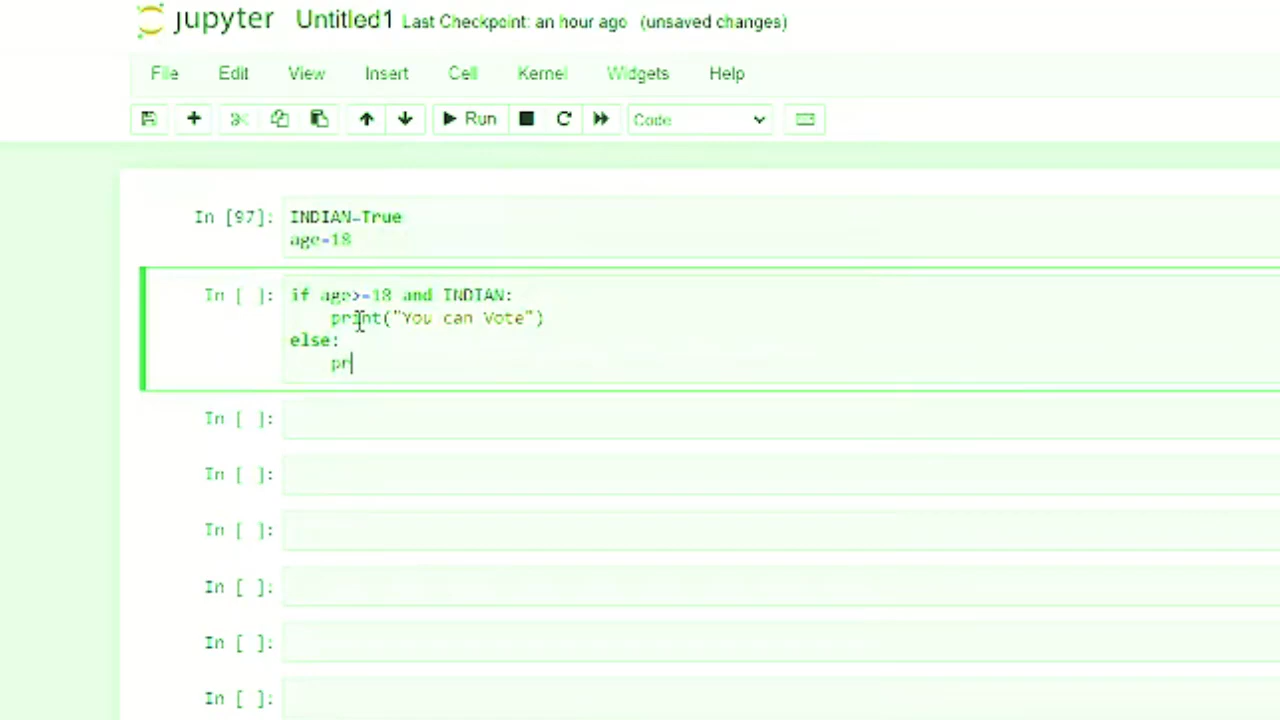 jupyter Untitled1 Last Checkpoint: an hour ago (unsaved changes)
File Edit View Insert Cell Kernel Widgets Help
Run Code
In [97]: INDIAN=True
age=18
In [ ]: if age>=18 and INDIAN:
print("You can Vote")
else:
pr
In [ ]:
In [ ]:
In [ ]:
In [ ]:
In [ ]:
In [ ]: